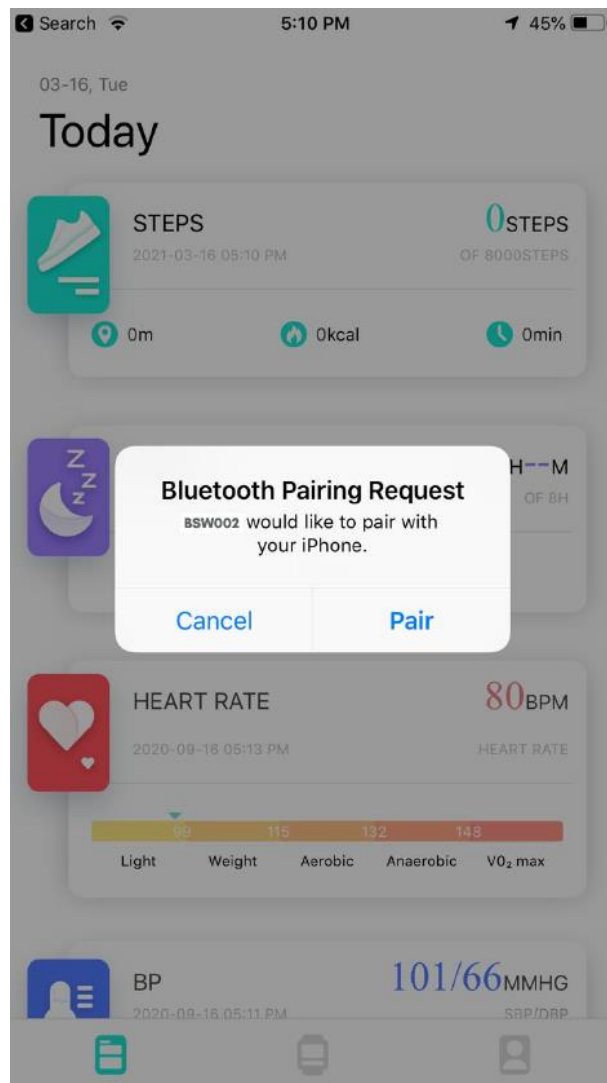 Search 5:10 PM 45%
03-16, Tue
Today
STEPS 0STEPS
2021-03-16 05:10 PM OF 8000STEPS
0m 0kcal 0min
Z
Z
Z
H--M
OF 8H
Bluetooth Pairing Request
BSW002 would like to pair with
your iPhone.
Cancel Pair
HEART RATE 80BPM
2020-09-16 05:13 PM HEART RATE
99 115 132 148
Light Weight Aerobic Anaerobic VO₂ max
BP 101/66MMHG
2020-09-16 05:11 PM SBP/DBP